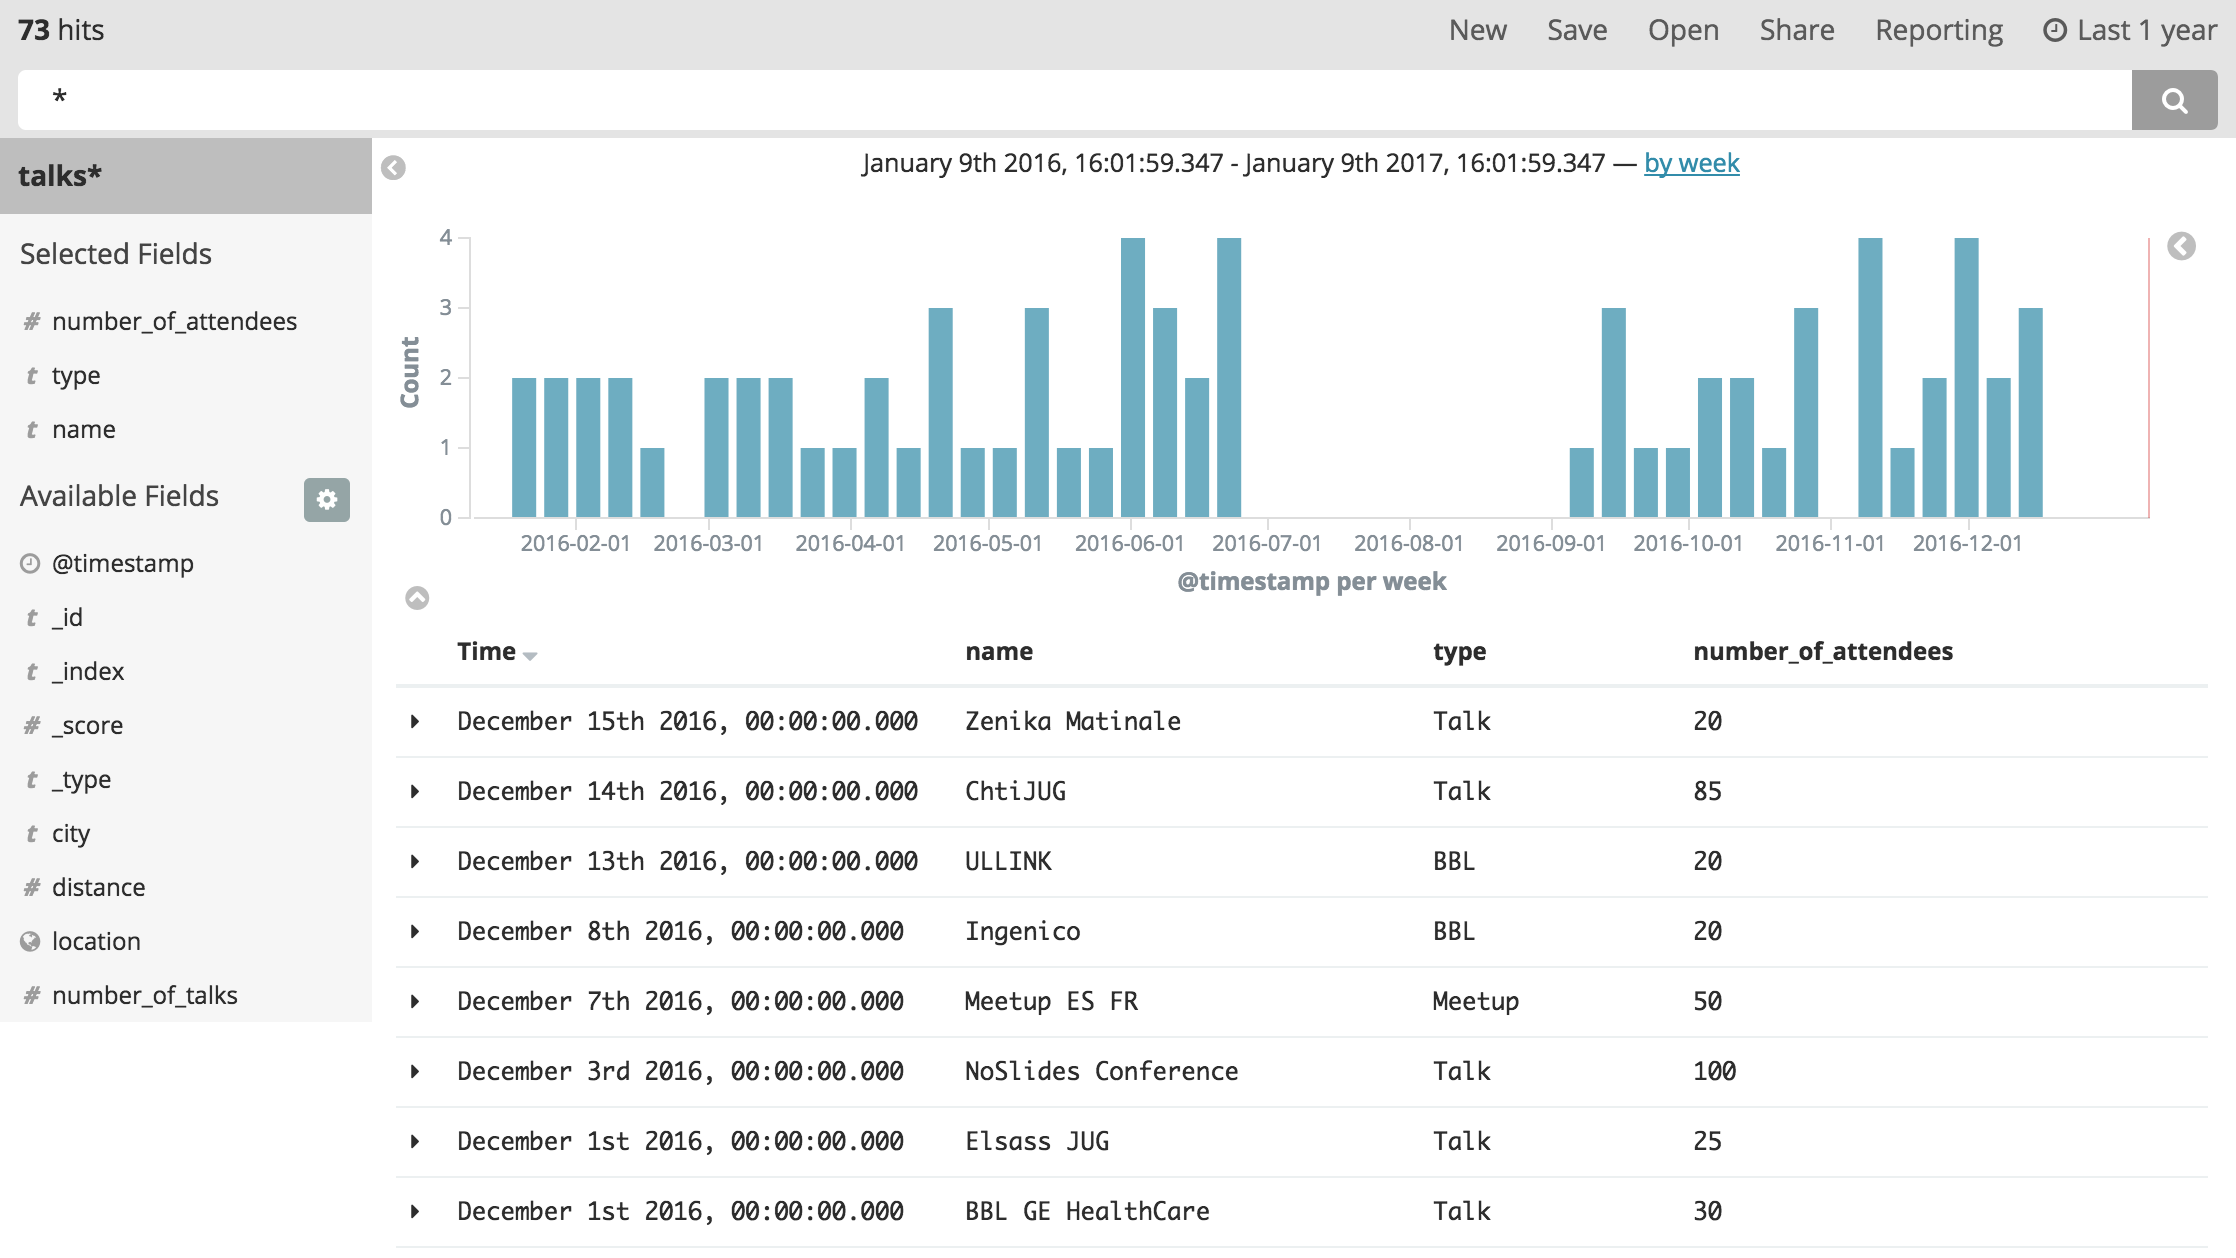 73 hits
New Save Open Share Reporting Last 1 year
*
talks*
Selected Fields
# number_of_attendees
t type
t name
Available Fields
@timestamp
t _id
t _index
# _score
t _type
t city
# distance
location
# number_of_talks
January 9th 2016, 16:01:59.347 - January 9th 2017, 16:01:59.347 — by week
Count
4
3
2
1
0
2016-02-01 2016-03-01 2016-04-01 2016-05-01 2016-06-01 2016-07-01 2016-08-01 2016-09-01 2016-10-01 2016-11-01 2016-12-01
@timestamp per week
Time name type number_of_attendees
December 15th 2016, 00:00:00.000 Zenika Matinale Talk 20
December 14th 2016, 00:00:00.000 ChtiJUG Talk 85
December 13th 2016, 00:00:00.000 ULLINK BBL 20
December 8th 2016, 00:00:00.000 Ingenico BBL 20
December 7th 2016, 00:00:00.000 Meetup ES FR Meetup 50
December 3rd 2016, 00:00:00.000 NoSlides Conference Talk 100
December 1st 2016, 00:00:00.000 Elsass JUG Talk 25
December 1st 2016, 00:00:00.000 BBL GE HealthCare Talk 30